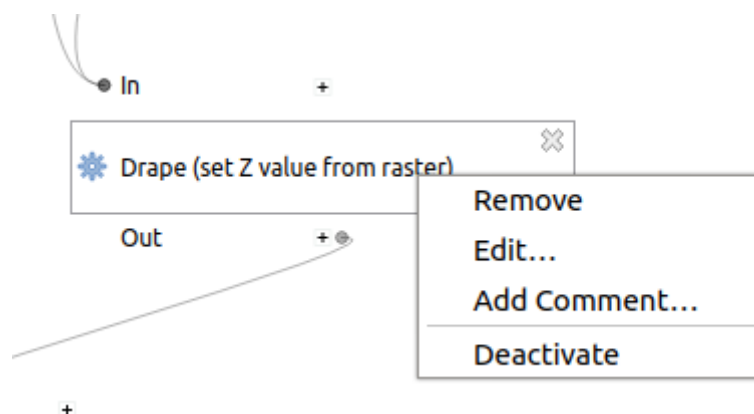 In
+
Drape (set Z value from raster)
Remove
Out
+
Edit...
Add Comment...
Deactivate
+